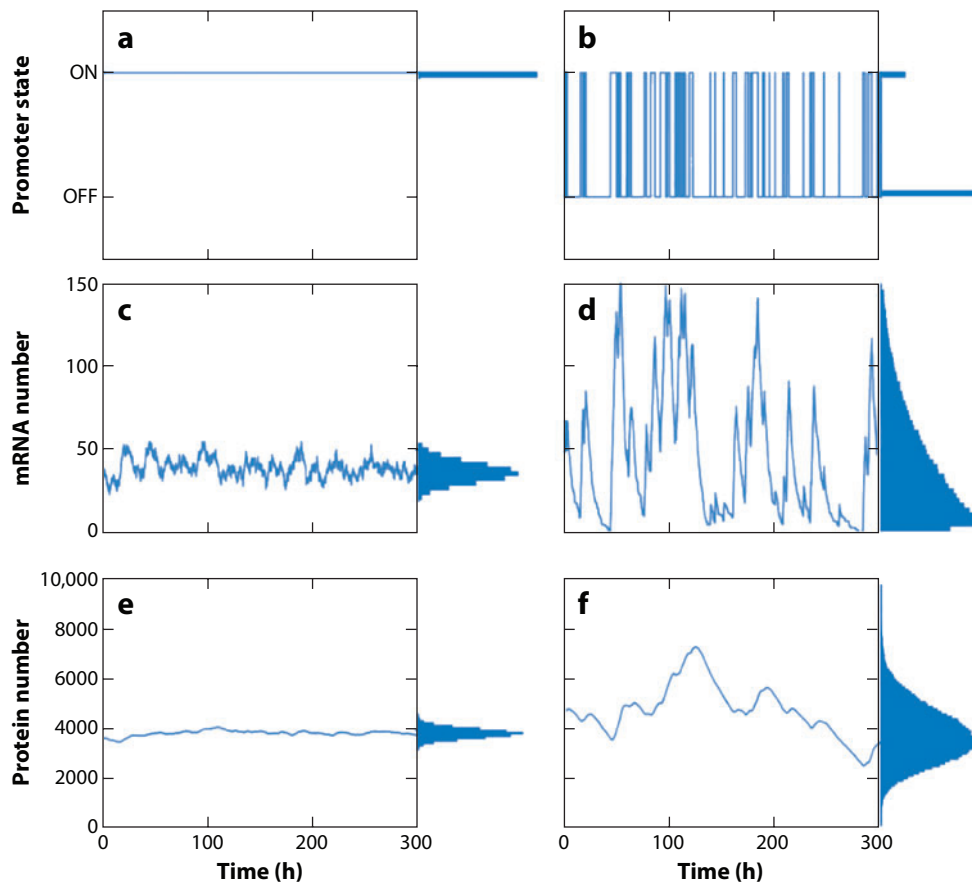 a
b
Promoter state
ON
OFF
c
d
mRNA number
150
100
50
0
e
f
Protein number
10,000
8000
6000
4000
2000
0
0
100
200
300
0
100
200
300
Time (h)
Time (h)